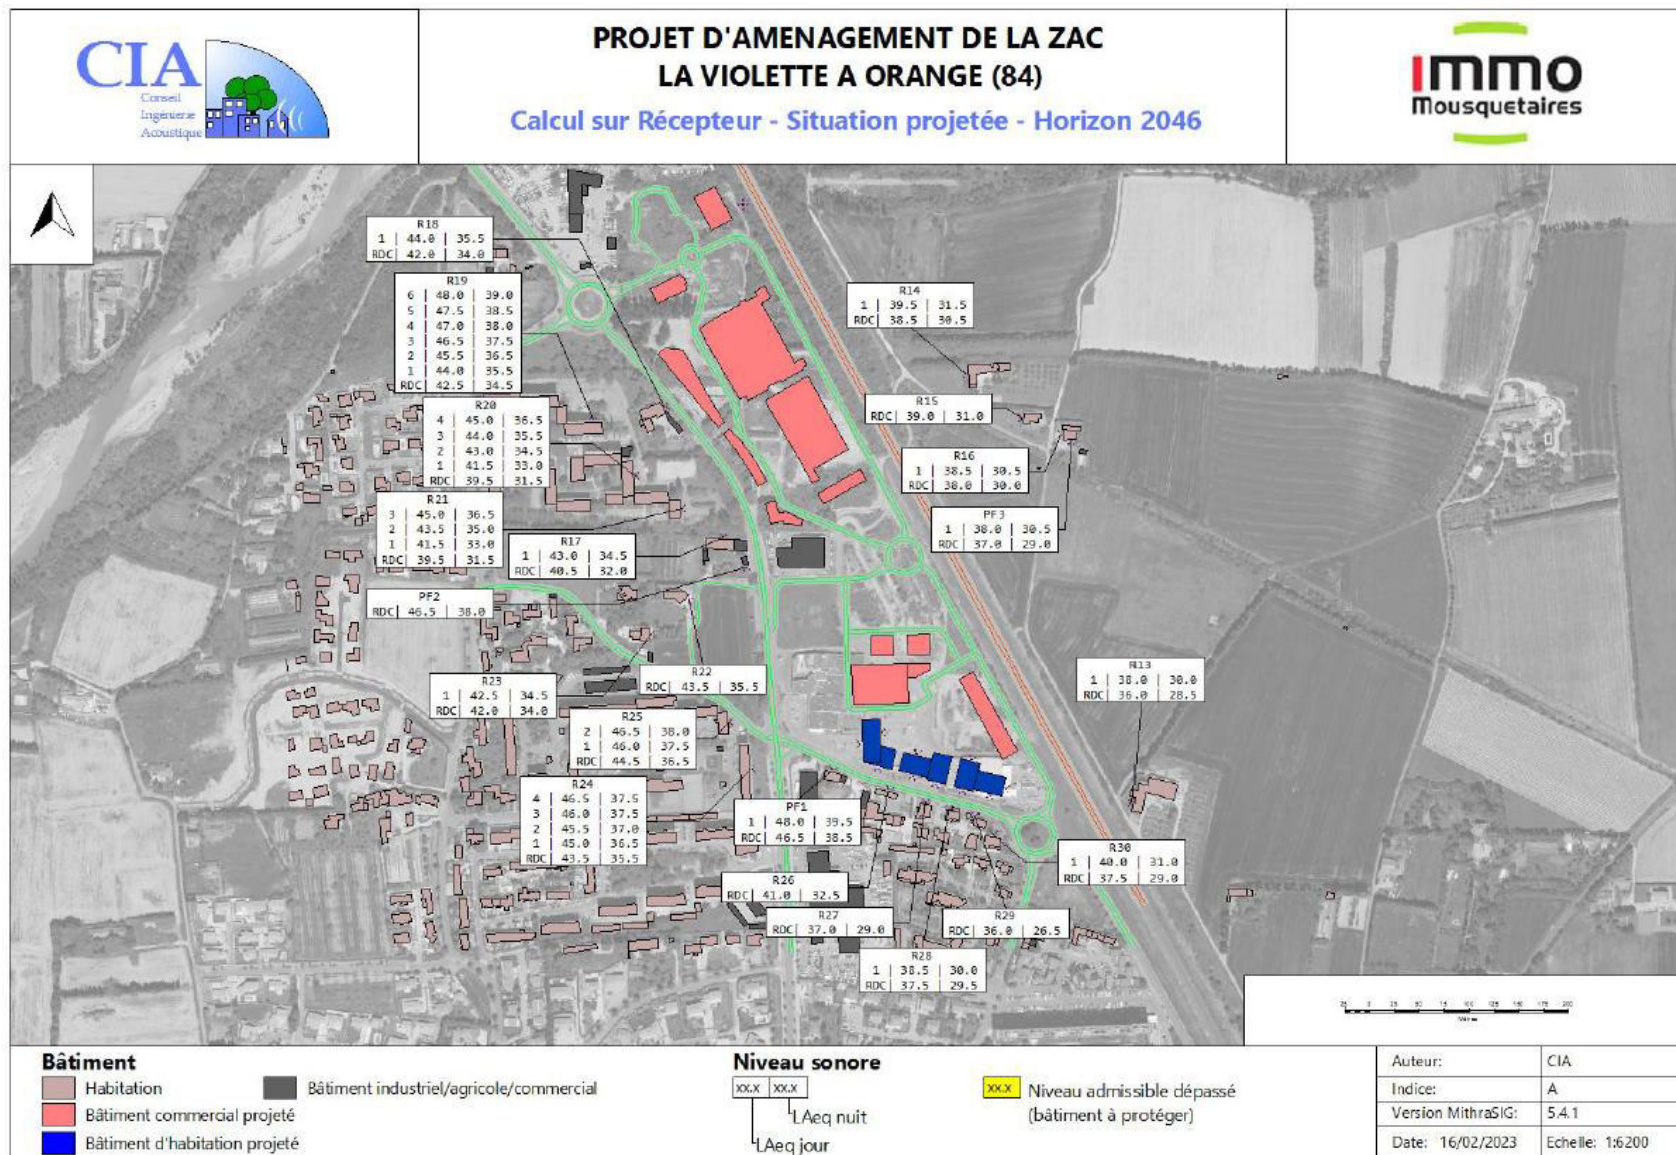 CIA
Conseil
Ingénierie
Acoustique
PROJET D'AMENAGEMENT DE LA ZAC
LA VIOLETTE A ORANGE (84)
Calcul sur Récepteur - Situation projetée - Horizon 2046
immo
Mousquetaires
R18
1 | 44.0 | 35.5
RDC| 42.0 | 34.0
R19
6 | 48.0 | 39.0
5 | 47.5 | 38.5
4 | 47.0 | 38.0
3 | 46.5 | 37.5
2 | 45.5 | 36.5
1 | 44.0 | 35.5
RDC| 42.5 | 34.5
R14
1 | 39.5 | 31.5
RDC| 38.5 | 30.5
R20
4 | 45.0 | 36.5
3 | 44.0 | 35.5
2 | 43.0 | 34.5
1 | 41.5 | 33.0
RDC| 39.5 | 31.5
R15
RDC| 39.0 | 31.0
R16
1 | 38.5 | 30.5
RDC| 38.0 | 30.0
R21
3 | 45.0 | 36.5
2 | 43.5 | 35.0
1 | 41.5 | 33.0
RDC| 39.5 | 31.5
PF3
1 | 38.0 | 30.5
RDC| 37.0 | 29.0
R17
1 | 43.0 | 34.5
RDC| 40.5 | 32.0
PF2
RDC| 46.5 | 38.0
R22
RDC| 43.5 | 35.5
R23
1 | 42.5 | 34.5
RDC| 42.0 | 34.0
R13
1 | 38.0 | 30.0
RDC| 36.0 | 28.5
R25
2 | 46.5 | 38.0
1 | 46.0 | 37.5
RDC| 44.5 | 36.5
R24
4 | 46.5 | 37.5
3 | 46.0 | 37.5
2 | 45.5 | 37.0
1 | 45.0 | 36.5
RDC| 43.5 | 35.5
PF1
1 | 48.0 | 39.5
RDC| 46.5 | 38.5
R30
1 | 40.0 | 31.0
RDC| 37.5 | 29.0
R26
RDC| 41.0 | 32.5
R27
RDC| 37.0 | 29.0
R29
RDC| 36.0 | 26.5
R28
1 | 38.5 | 30.0
RDC| 37.5 | 29.5
25 0 25 50 75 100 125 150 175 200
Bâtiment
Habitation
Bâtiment industriel/agricole/commercial
Bâtiment commercial projeté
Bâtiment d'habitation projeté
Niveau sonore
xx.x xx.x
LAeq nuit
LAeq jour
xx.x Niveau admissible dépassé
(bâtiment à protéger)
Auteur: CIA
Indice: A
Version MithraSIG: 5.4.1
Date: 16/02/2023 Echelle: 1:6200